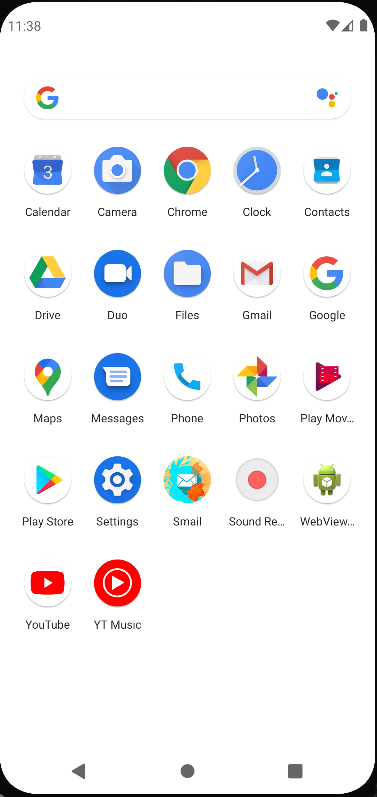 11:38
Calendar Camera Chrome Clock Contacts
Drive Duo Files Gmail Google
Maps Messages Phone Photos Play Mov...
Play Store Settings Smail Sound Re... WebView...
YouTube YT Music